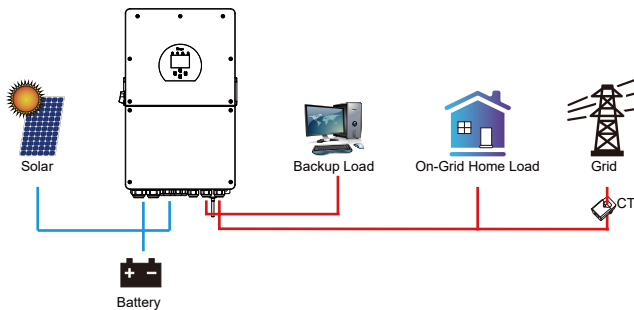 Solar
Backup Load
On-Grid Home Load
Grid
CT
Battery